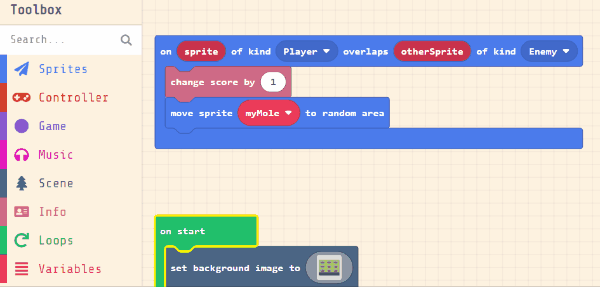 Toolbox
Search...
Sprites
Controller
Game
Music
Scene
Info
Loops
Variables
on sprite of kind Player overlaps otherSprite of kind Enemy
change score by 1
move sprite myMole to random area
on start
set background image to